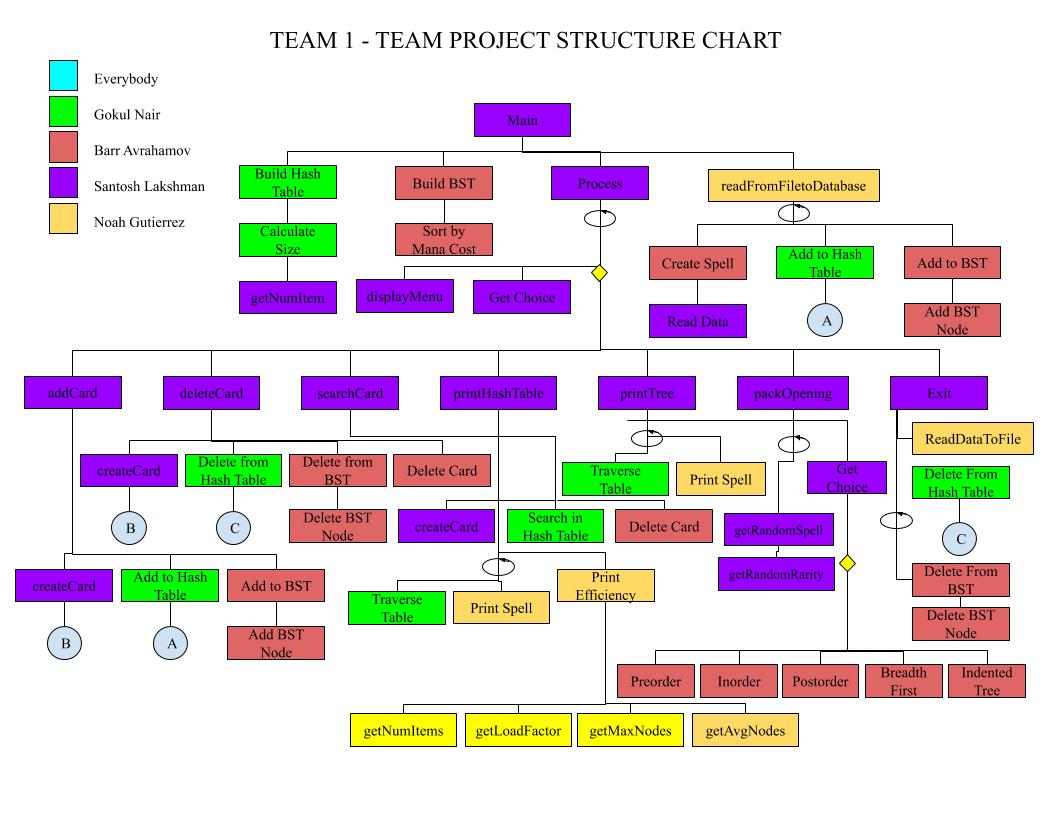 TEAM 1 - TEAM PROJECT STRUCTURE CHART
Everybody
Gokul Nair
Barr Avrahamov
Santosh Lakshman
Noah Gutierrez
Main
Build Hash
Table
Build BST
Process
readFromFiletoDatabase
Calculate
Size
Sort by
Mana Cost
getNumItem
displayMenu
Get Choice
Create Spell
Add to Hash
Table
Add to BST
Read Data
A
Add BST
Node
addCard
deleteCard
searchCard
printHashTable
printTree
packOpening
Exit
ReadDataToFile
createCard
Delete from
Hash Table
Delete from
BST
Delete Card
Traverse
Table
Print Spell
Get
Choice
Delete From
Hash Table
B
C
Delete BST
Node
createCard
Search in
Hash Table
Delete Card
getRandomSpell
C
createCard
Add to Hash
Table
Add to BST
Print
Efficiency
getRandomRarity
Delete From
BST
Traverse
Table
Print Spell
B
A
Add BST
Node
Delete BST
Node
Preorder
Inorder
Postorder
Breadth
First
Indented
Tree
getNumItems
getLoadFactor
getMaxNodes
getAvgNodes